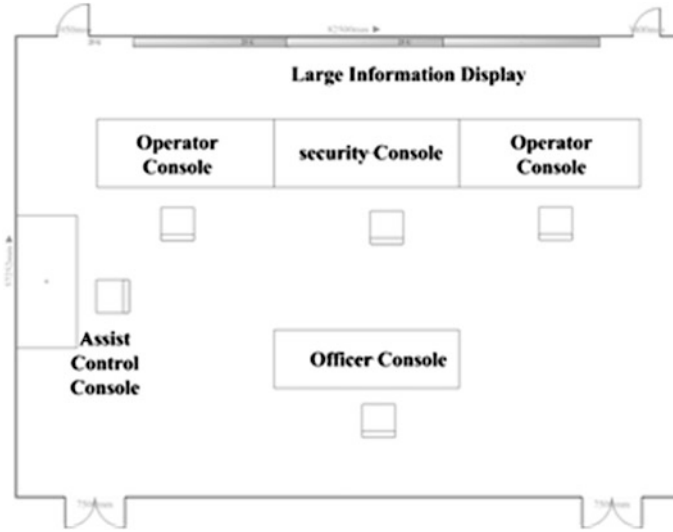 Large Information Display
Operator
Console
security Console
Operator
Console
Assist
Control
Console
Officer Console